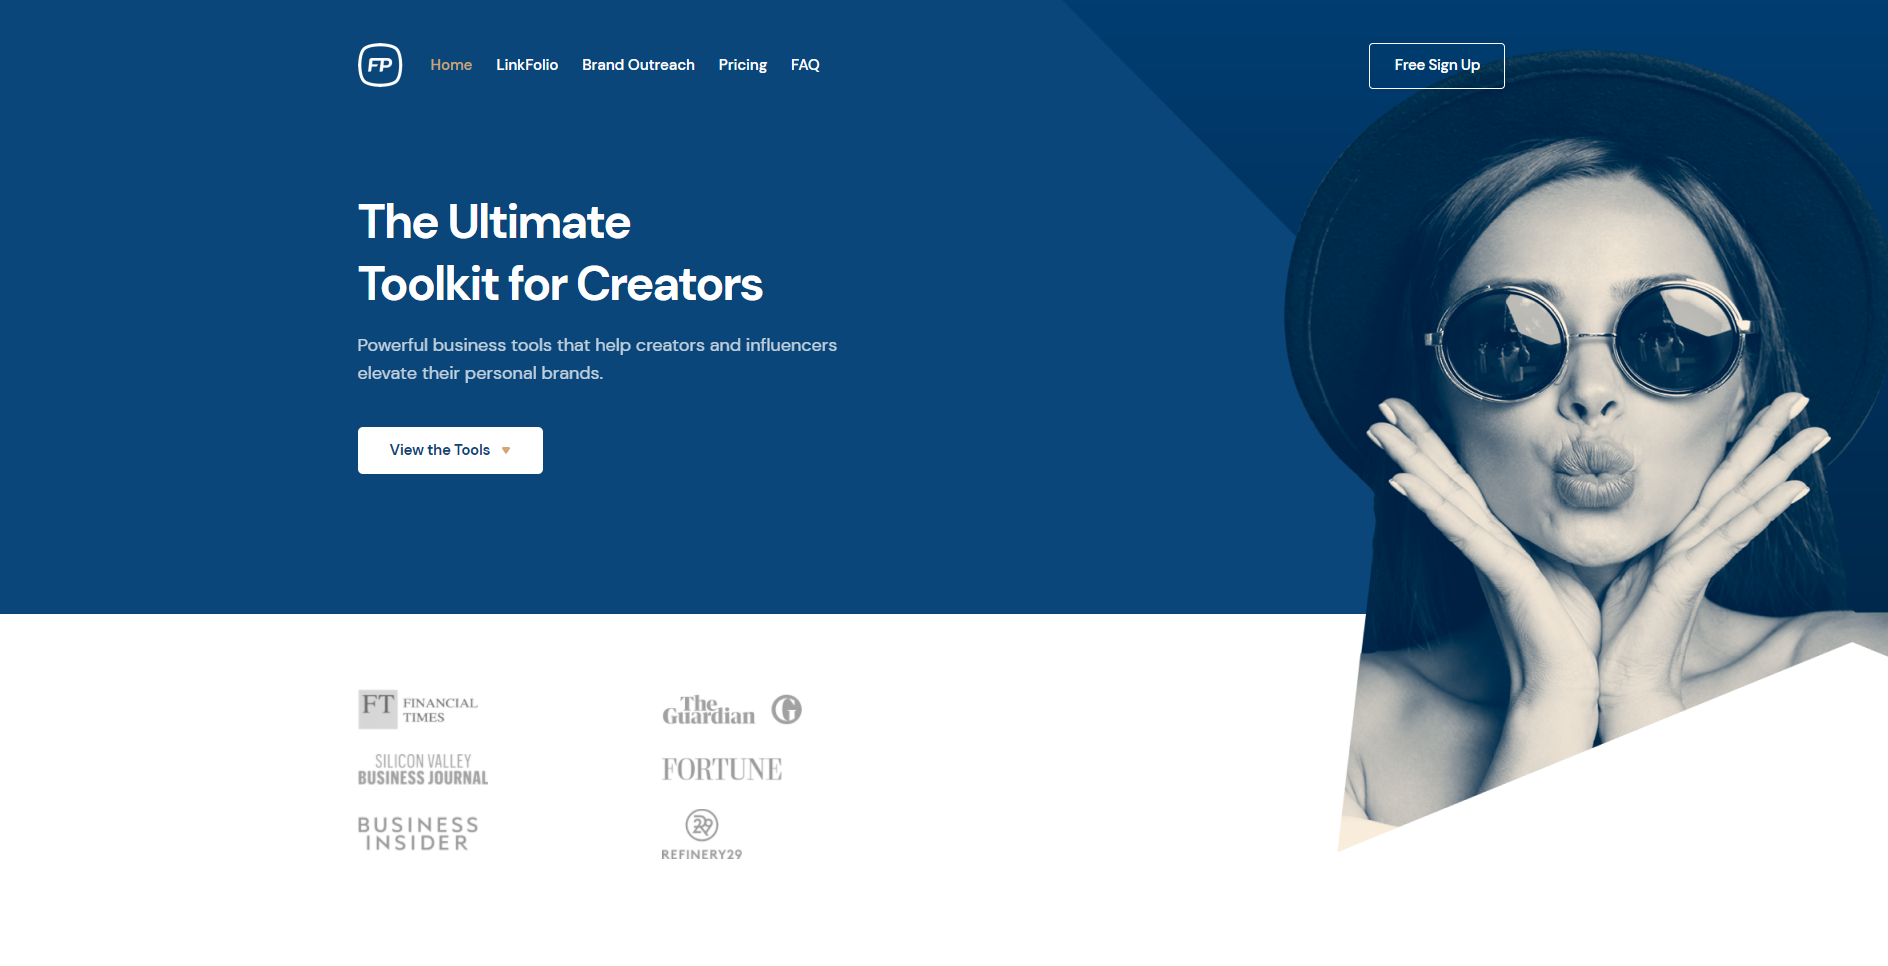 FP
Home
LinkFolio
Brand Outreach
Pricing
FAQ
Free Sign Up
The Ultimate
Toolkit for Creators
Powerful business tools that help creators and influencers
elevate their personal brands.
View the Tools
FT
FINANCIAL
TIMES
The
Guardian
G
SILICON VALLEY
BUSINESS JOURNAL
FORTUNE
BUSINESS
INSIDER
R29
REFINERY29